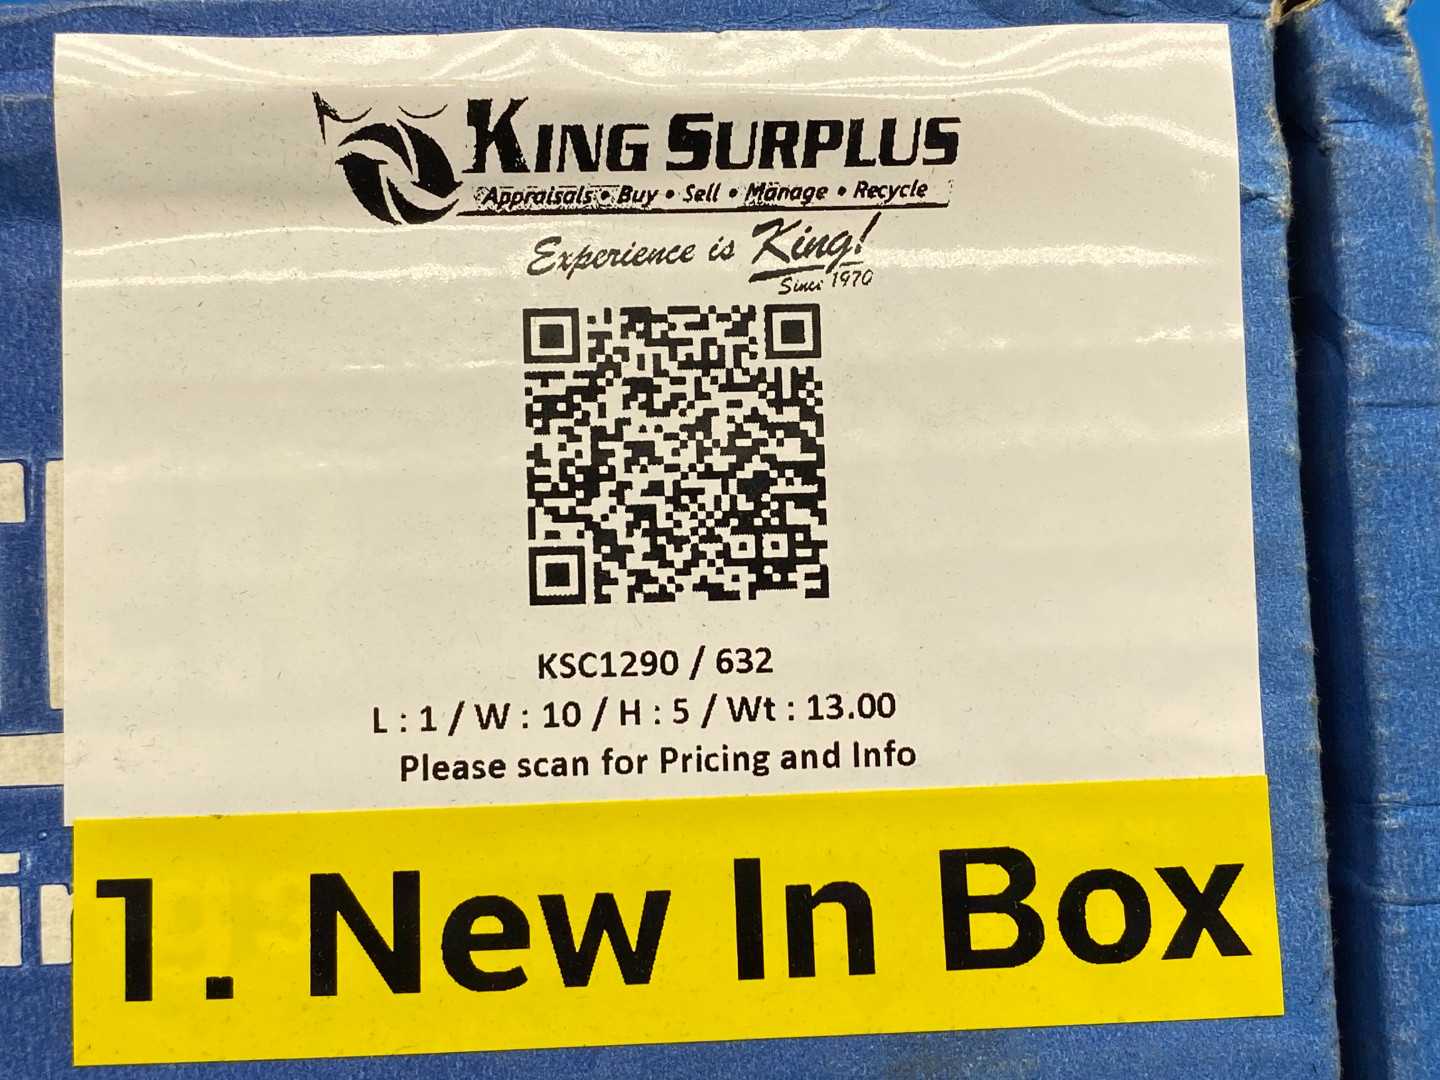 KING SURPLUS
Appraisals • Buy • Sell • Manage • Recycle
Experience is King!
Since 1970
KSC1290 / 632
L : 1 / W : 10 / H : 5 / Wt : 13.00
Please scan for Pricing and Info
1. New In Box